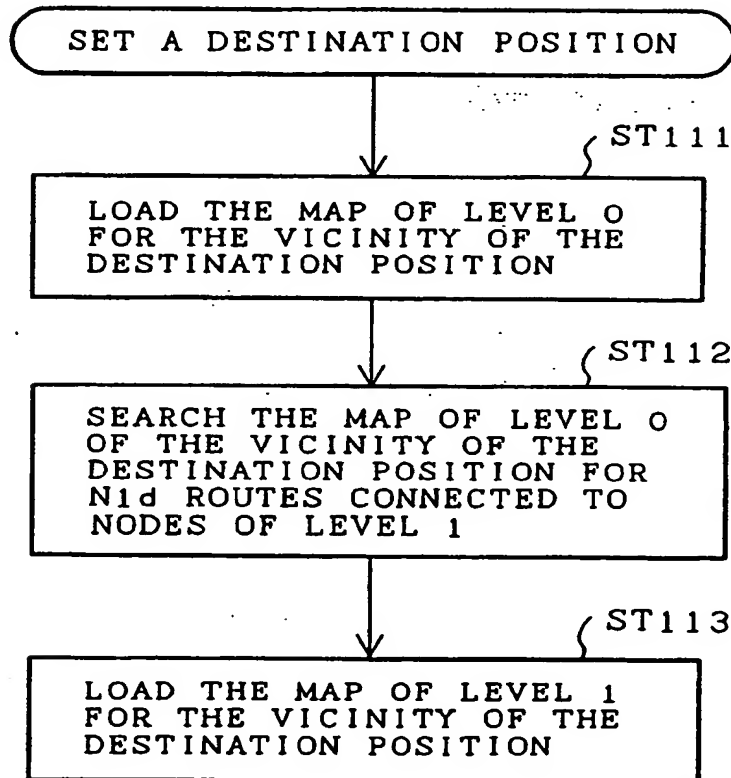 SET A DESTINATION POSITION
ST111
LOAD THE MAP OF LEVEL 0
FOR THE VICINITY OF THE
DESTINATION POSITION
ST112
SEARCH THE MAP OF LEVEL 0
OF THE VICINITY OF THE
DESTINATION POSITION FOR
N1d ROUTES CONNECTED TO
NODES OF LEVEL 1
ST113
LOAD THE MAP OF LEVEL 1
FOR THE VICINITY OF THE
DESTINATION POSITION